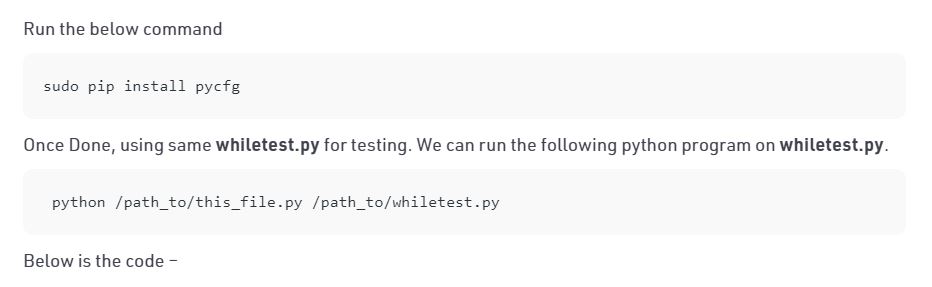 Run the below command
sudo pip install pycfg
Once Done, using same whiletest.py for testing. We can run the following python program on whiletest.py.
python /path_to/this_file.py /path_to/whiletest.py
Below is the code –